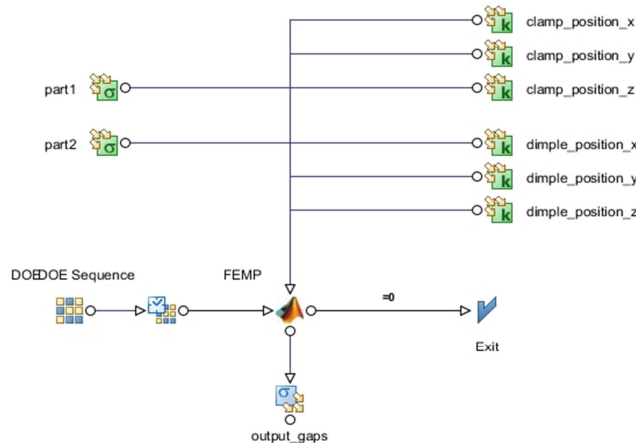 clamp_position_x
clamp_position_y
part1 clamp_position_z
part2 dimple_position_x
dimple_position_y
dimple_position_z
DOEDOE Sequence FEMP
=0
Exit
output_gaps